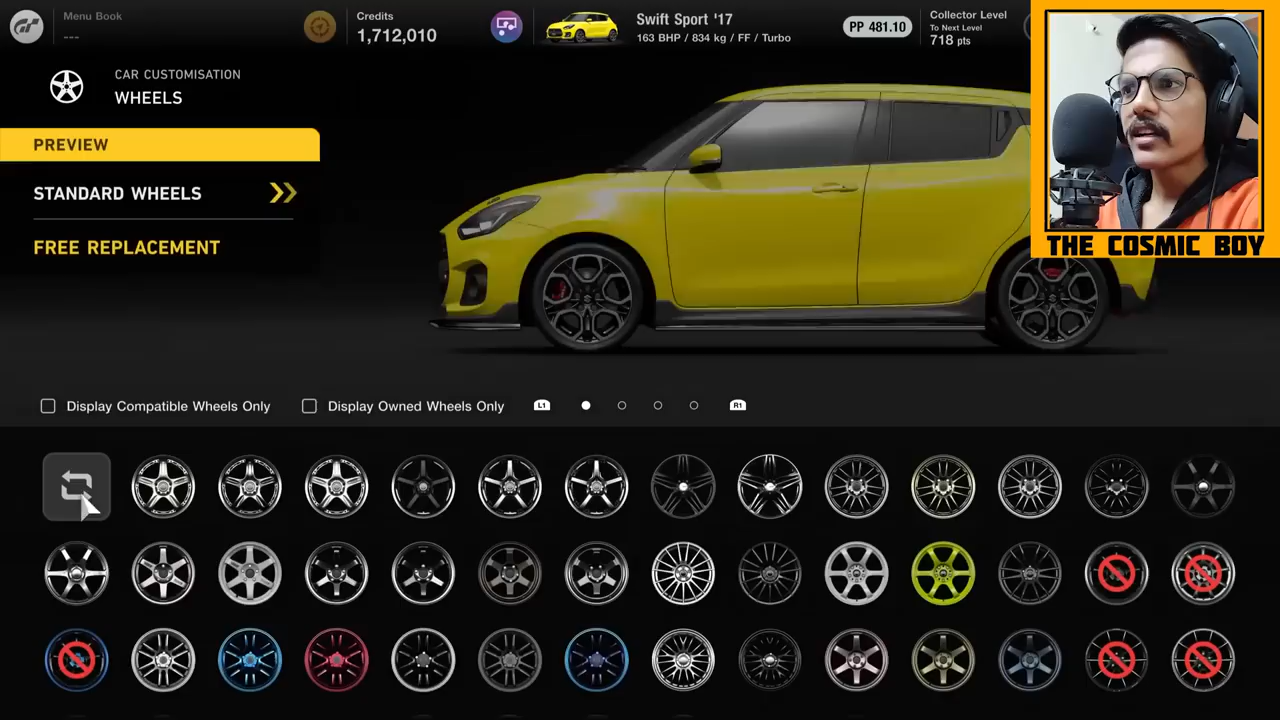 Menu Book
---
Credits
1,712,010
Swift Sport '17
163 BHP / 834 kg / FF / Turbo
PP 481.10
Collector Level
To Next Level
718 pts
CAR CUSTOMISATION
WHEELS
PREVIEW
STANDARD WHEELS
FREE REPLACEMENT
THE COSMIC BOY
Display Compatible Wheels Only
Display Owned Wheels Only
L1
R1